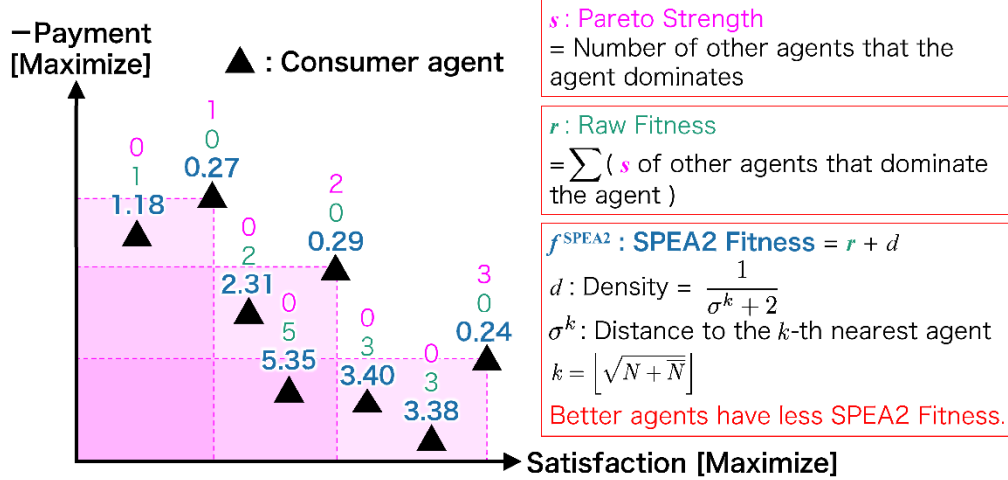 −Payment
[Maximize]
▲ : Consumer agent
1
0
0.27
0
1
1.18
2
0
0.29
0
2
2.31
3
0
0.24
0
5
5.35
0
3
3.40
0
3
3.38
Satisfaction [Maximize]
s : Pareto Strength
= Number of other agents that the
agent dominates
r : Raw Fitness
= ∑ ( s of other agents that dominate
the agent )
f^SPEA2 : SPEA2 Fitness = r + d
d : Density = 1 / (σ^k + 2)
σ^k : Distance to the k-th nearest agent
k = ⌊√(N + N̿)⌋
Better agents have less SPEA2 Fitness.